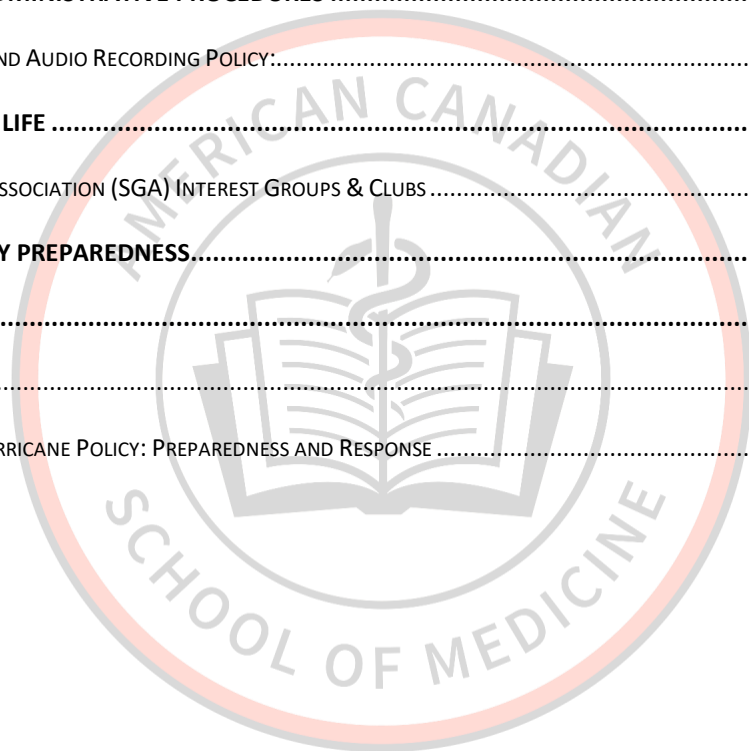 MINISTRATIVE PROCEDURES ........................................................
ND AUDIO RECORDING POLICY:........................................................
LIFE ........................................................
SSOCIATION (SGA) INTEREST GROUPS & CLUBS ........................................................
Y PREPAREDNESS........................................................
........................................................
........................................................
RRICANE POLICY: PREPAREDNESS AND RESPONSE ........................................................
AMERICAN CANADIAN
SCHOOL OF MEDICINE